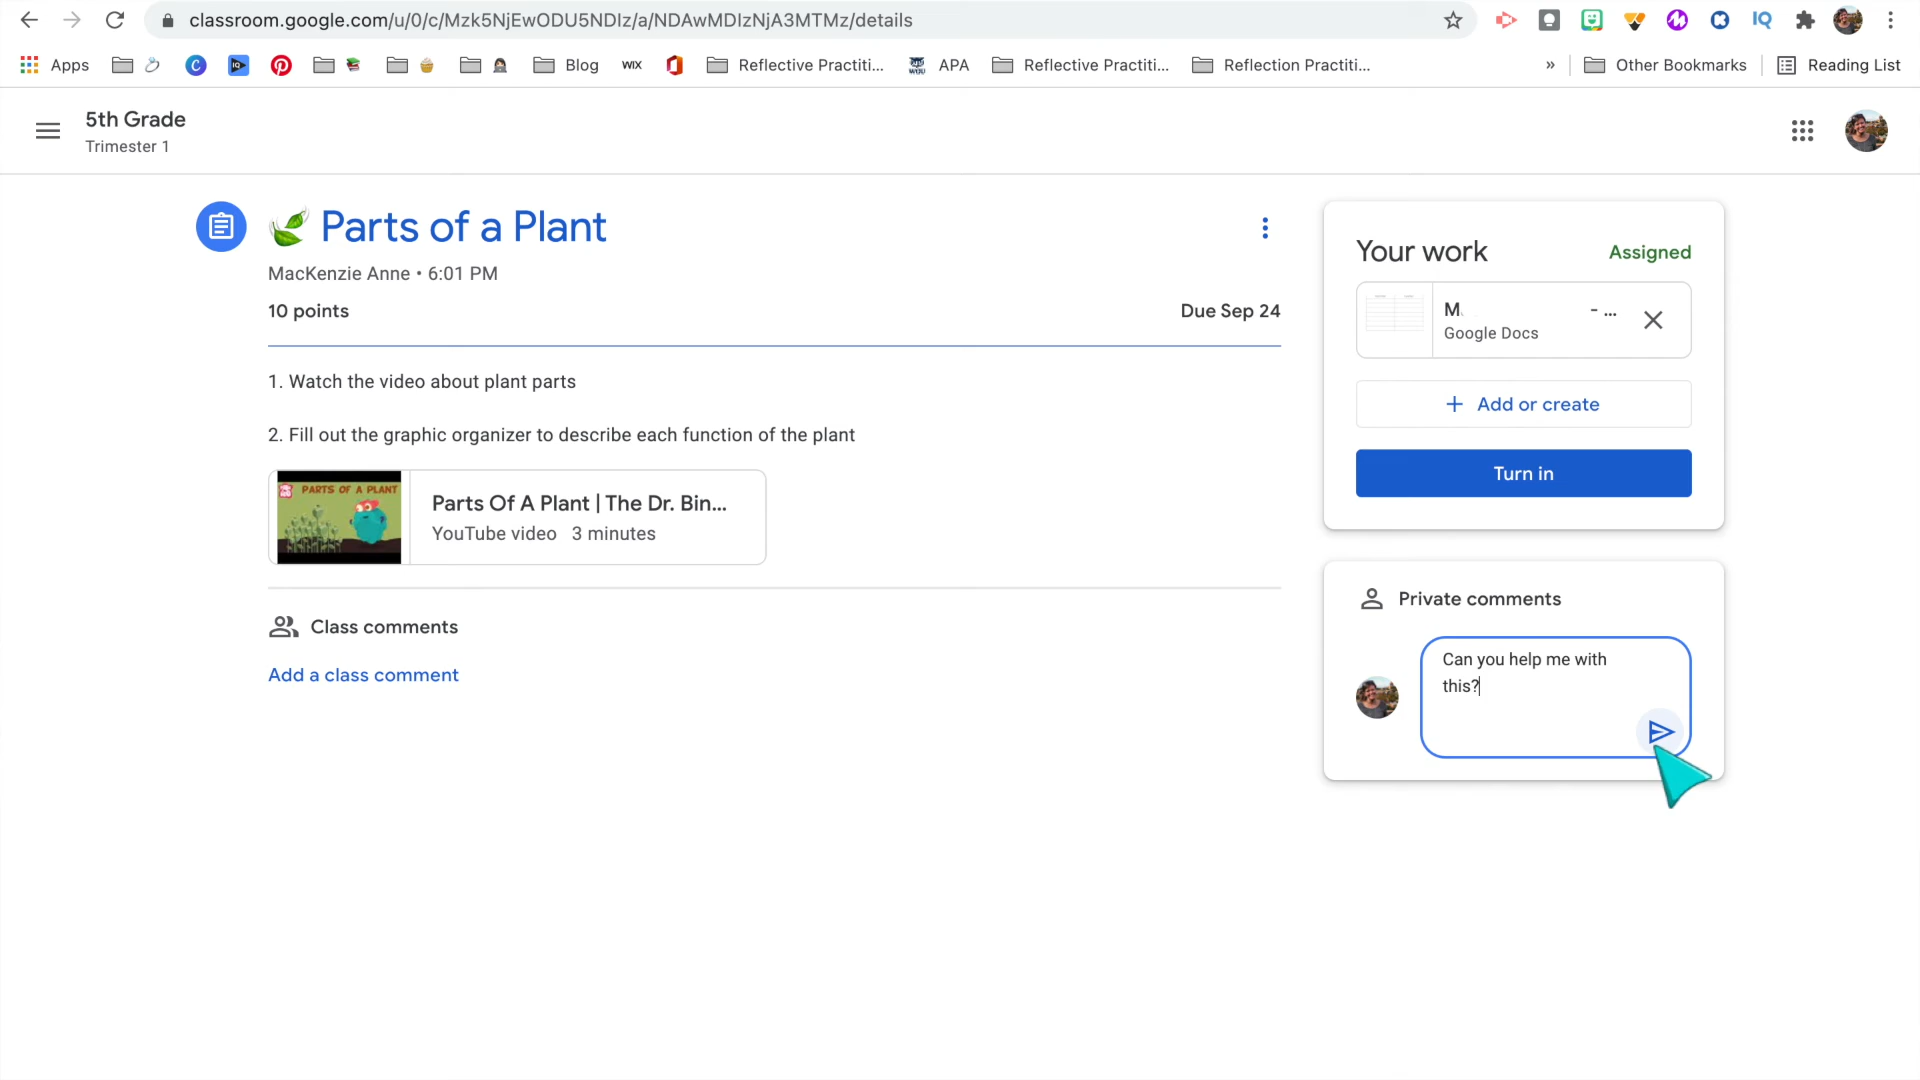 classroom.google.com/u/0/c/Mzk5NjEwODU5NDIz/a/NDAwMDIzNjA3MTMz/details
Apps
Blog
WIX
Reflective Practiti...
APA
Reflective Practiti...
Reflection Practiti...
»
Other Bookmarks
Reading List
5th Grade
Trimester 1
Parts of a Plant
MacKenzie Anne • 6:01 PM
10 points
Due Sep 24
1. Watch the video about plant parts
2. Fill out the graphic organizer to describe each function of the plant
PARTS OF A PLANT
Parts Of A Plant | The Dr. Bin...
YouTube video 3 minutes
Class comments
Add a class comment
Your work
Assigned
M - ...
Google Docs
+ Add or create
Turn in
Private comments
Can you help me with
this?